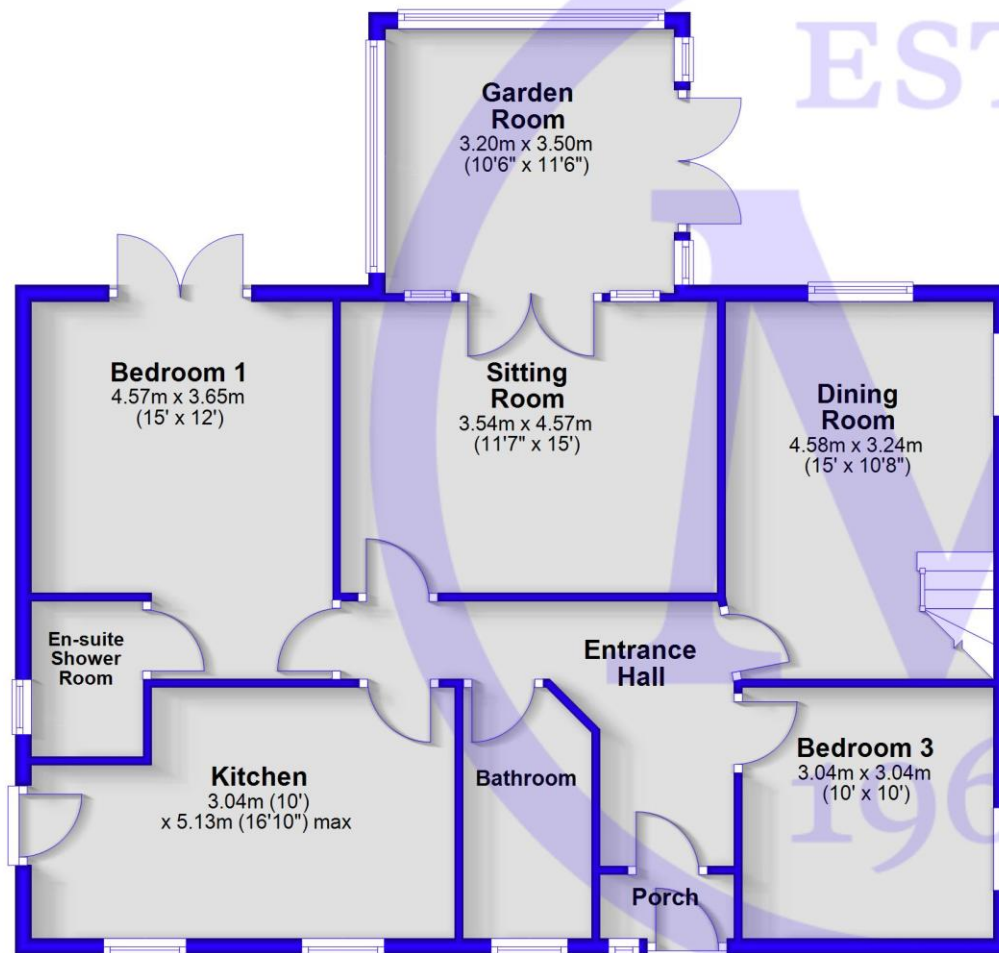 EST
Garden
Room
3.20m x 3.50m
(10'6" x 11'6")
Bedroom 1
4.57m x 3.65m
(15' x 12')
Sitting
Room
3.54m x 4.57m
(11'7" x 15')
Dining
Room
4.58m x 3.24m
(15' x 10'8")
En-suite
Shower
Room
Entrance
Hall
Kitchen
3.04m (10')
x 5.13m (16'10") max
Bathroom
Bedroom 3
3.04m x 3.04m
(10' x 10')
Porch
M
196